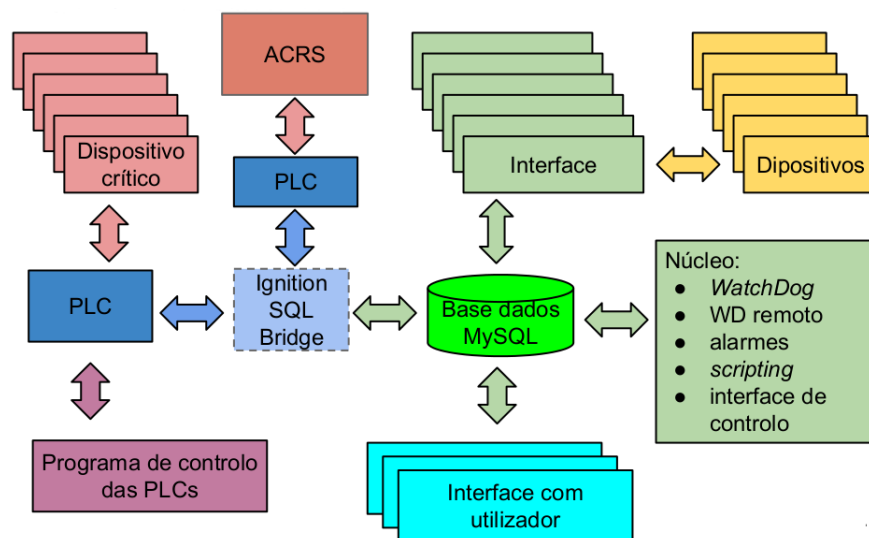 ACRS
Dispositivo
crítico
PLC
Interface
Dipositivos
PLC
Ignition
SQL
Bridge
Base dados
MySQL
Núcleo:
● WatchDog
● WD remoto
● alarmes
● scripting
● interface de
controlo
Programa de controlo
das PLCs
Interface com
utilizador